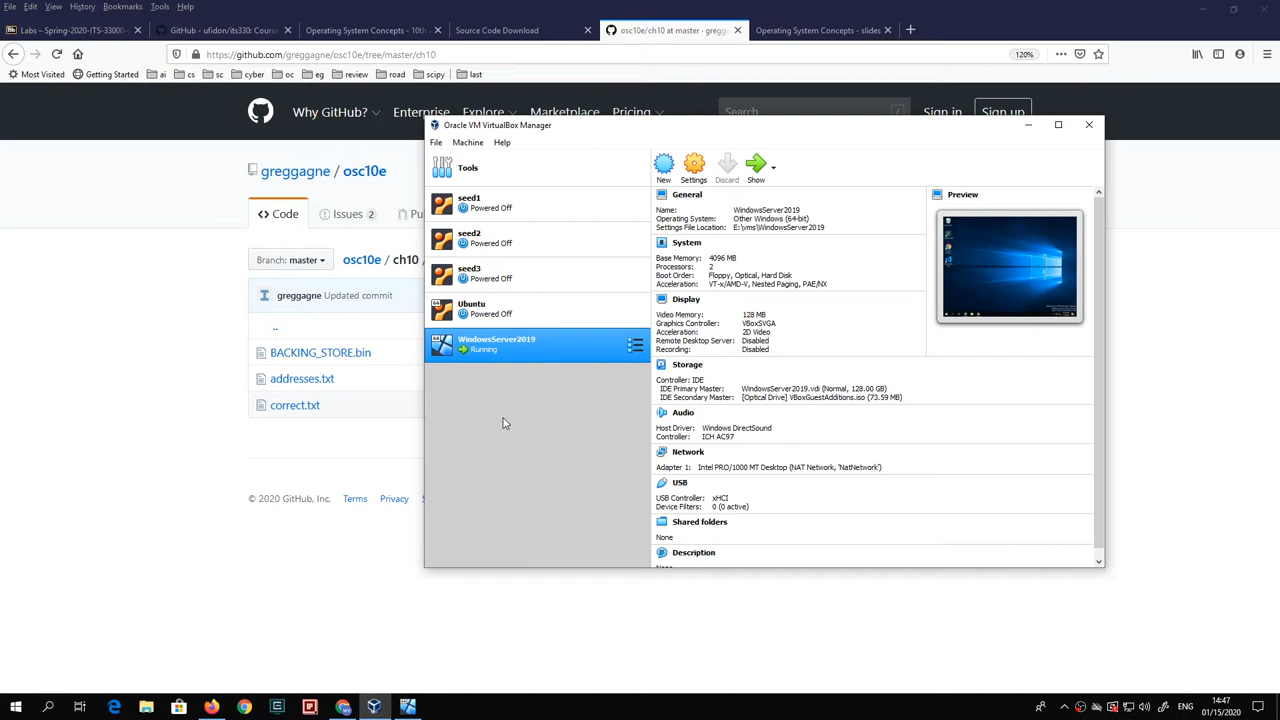 File Edit View History Bookmarks Tools Help
Labs – Spring-2020-ITS-33000-
GitHub - ufidon/its330: Course
Operating System Concepts - 10th
Source Code Download
osc10e/ch10 at master · gregga
Operating System Concepts - slides
https://github.com/greggagne/osc10e/tree/master/ch10
120%
Most Visited Getting Started ai cs sc cyber oc eg review road scipy last
Why GitHub? Enterprise Explore Marketplace Pricing Search Sign in Sign up
greggagne / osc10e
Code Issues 2 Pu
Branch: master osc10e / ch10
greggagne Updated commit
..
BACKING_STORE.bin
addresses.txt
correct.txt
© 2020 GitHub, Inc. Terms Privacy
Oracle VM VirtualBox Manager
File Machine Help
Tools
seed1
Powered Off
seed2
Powered Off
seed3
Powered Off
64 Ubuntu
Powered Off
64 WindowsServer2019
Running
New Settings Discard Show
General
Name: WindowsServer2019
Operating System: Other Windows (64-bit)
Settings File Location: E:\vms\WindowsServer2019
System
Base Memory: 4096 MB
Processors: 2
Boot Order: Floppy, Optical, Hard Disk
Acceleration: VT-x/AMD-V, Nested Paging, PAE/NX
Display
Video Memory: 128 MB
Graphics Controller: VBoxSVGA
Acceleration: 2D Video
Remote Desktop Server: Disabled
Recording: Disabled
Storage
Controller: IDE
IDE Primary Master: WindowsServer2019.vdi (Normal, 128.00 GB)
IDE Secondary Master: [Optical Drive] VBoxGuestAdditions.iso (73.59 MB)
Audio
Host Driver: Windows DirectSound
Controller: ICH AC97
Network
Adapter 1: Intel PRO/1000 MT Desktop (NAT Network, 'NatNetwork')
USB
USB Controller: xHCI
Device Filters: 0 (0 active)
Shared folders
None
Description
Preview
ENG
14:47
01/15/2020